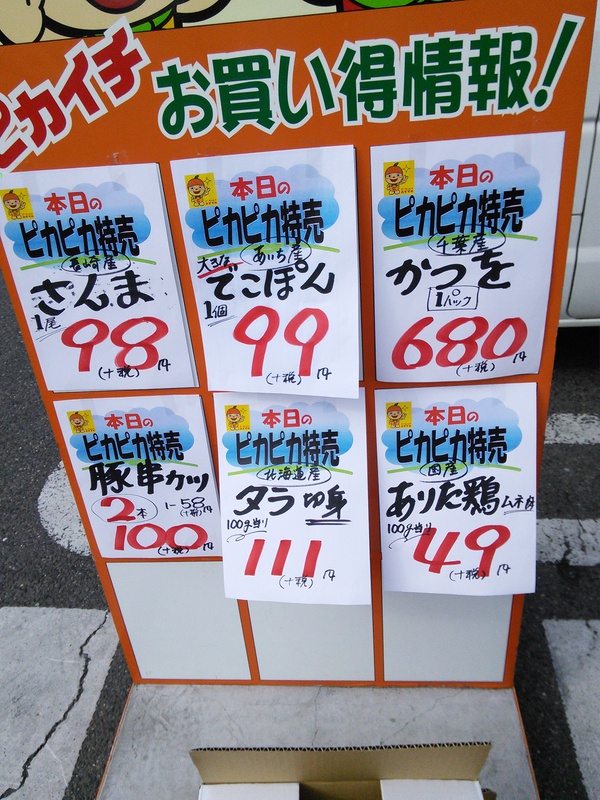 ピカイチ
お買い得情報!
本日の
ピカピカ特売
長崎産
さんま
1尾
98
(+税)円
本日の
ピカピカ特売
大きな
あいち産
でこぽん
1個
99
(+税)円
本日の
ピカピカ特売
千葉産
かつを
1パック
680
(+税)円
本日の
ピカピカ特売
豚串カツ
2本
1-58
(+税)円
100
(+税)円
本日の
ピカピカ特売
北海道産
タラ切身
100g当り
111
(+税)円
本日の
ピカピカ特売
国産
ありた鶏ムネ肉
100g当り
49
(+税)円